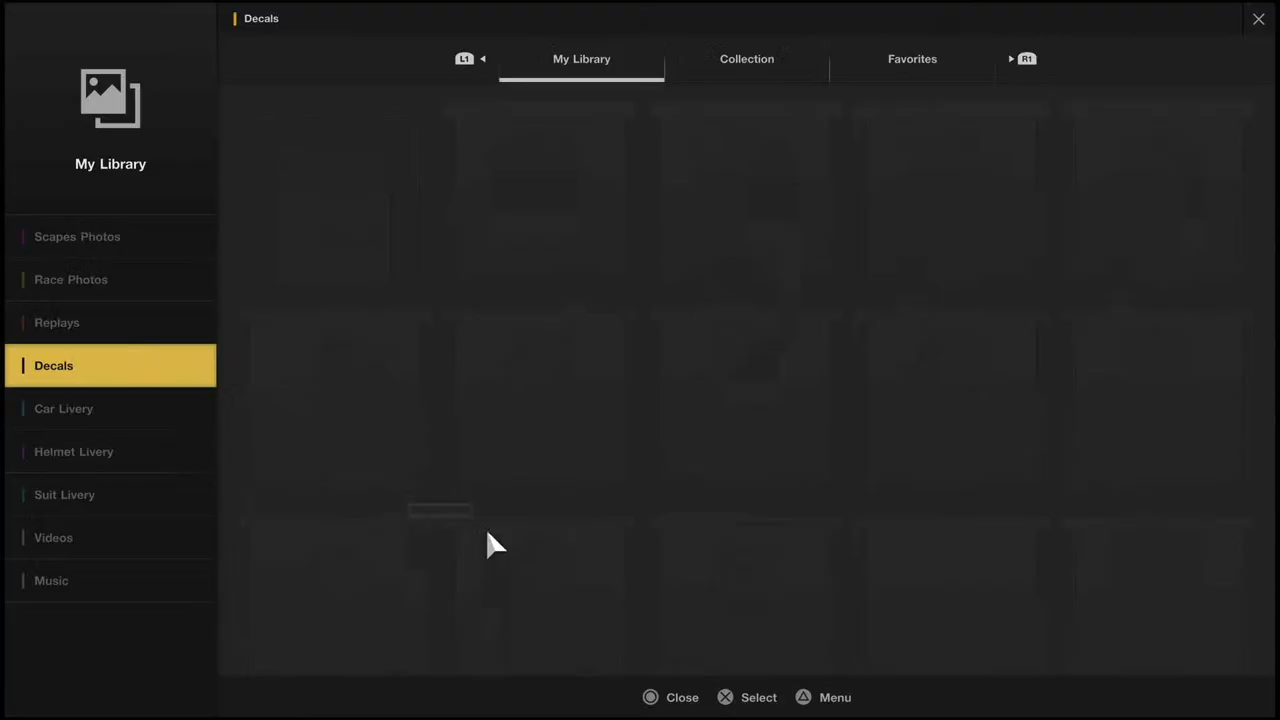 Decals
L1
My Library
Collection
Favorites
R1
My Library
Scapes Photos
Race Photos
Replays
Decals
Car Livery
Helmet Livery
Suit Livery
Videos
Music
Close
Select
Menu